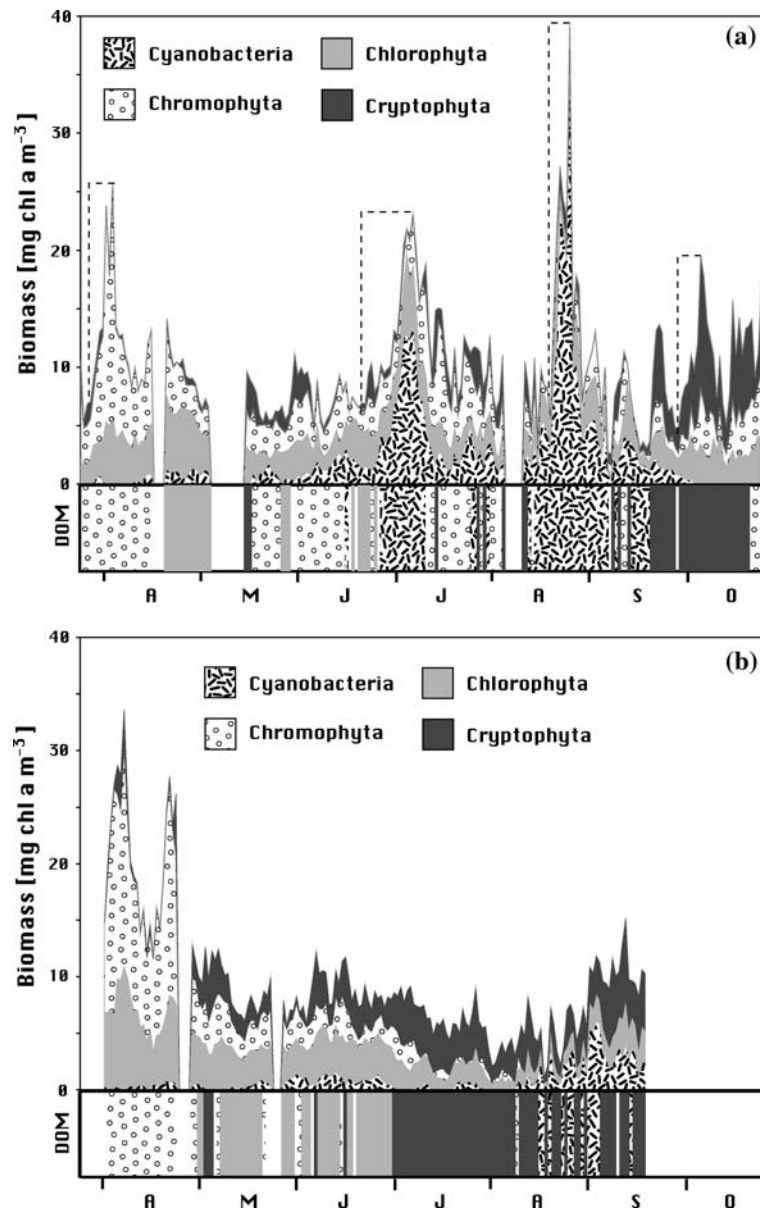 (a)
Cyanobacteria
Chlorophyta
Chromophyta
Cryptophyta
Biomass [mg chl a m⁻³]
40
30
20
10
0
DOM
A M J J A S O
(b)
Cyanobacteria
Chlorophyta
Chromophyta
Cryptophyta
Biomass [mg chl a m⁻³]
40
30
20
10
0
DOM
A M J J A S O